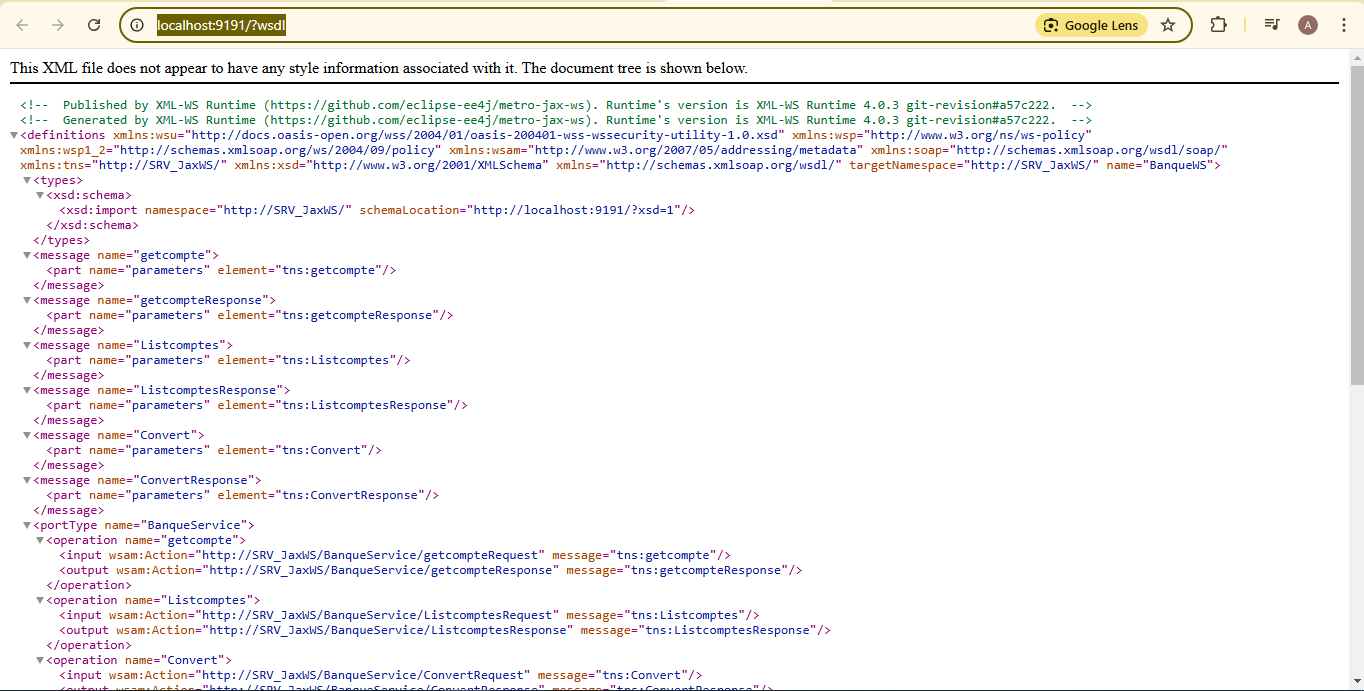 localhost:9191/?wsdl
Google Lens
A
This XML file does not appear to have any style information associated with it. The document tree is shown below.
<!-- Published by XML-WS Runtime (https://github.com/eclipse-ee4j/metro-jax-ws). Runtime's version is XML-WS Runtime 4.0.3 git-revision#a57c222. -->
<!-- Generated by XML-WS Runtime (https://github.com/eclipse-ee4j/metro-jax-ws). Runtime's version is XML-WS Runtime 4.0.3 git-revision#a57c222. -->
<definitions xmlns:wsu="http://docs.oasis-open.org/wss/2004/01/oasis-200401-wss-wssecurity-utility-1.0.xsd" xmlns:wsp="http://www.w3.org/ns/ws-policy"
xmlns:wsp1_2="http://schemas.xmlsoap.org/ws/2004/09/policy" xmlns:wsam="http://www.w3.org/2007/05/addressing/metadata" xmlns:soap="http://schemas.xmlsoap.org/wsdl/soap/"
xmlns:tns="http://SRV_JaxWS/" xmlns:xsd="http://www.w3.org/2001/XMLSchema" xmlns="http://schemas.xmlsoap.org/wsdl/" targetNamespace="http://SRV_JaxWS/" name="BanqueWS">
<types>
<xsd:schema>
<xsd:import namespace="http://SRV_JaxWS/" schemaLocation="http://localhost:9191/?xsd=1"/>
</xsd:schema>
</types>
<message name="getcompte">
<part name="parameters" element="tns:getcompte"/>
</message>
<message name="getcompteResponse">
<part name="parameters" element="tns:getcompteResponse"/>
</message>
<message name="Listcomptes">
<part name="parameters" element="tns:Listcomptes"/>
</message>
<message name="ListcomptesResponse">
<part name="parameters" element="tns:ListcomptesResponse"/>
</message>
<message name="Convert">
<part name="parameters" element="tns:Convert"/>
</message>
<message name="ConvertResponse">
<part name="parameters" element="tns:ConvertResponse"/>
</message>
<portType name="BanqueService">
<operation name="getcompte">
<input wsam:Action="http://SRV_JaxWS/BanqueService/getcompteRequest" message="tns:getcompte"/>
<output wsam:Action="http://SRV_JaxWS/BanqueService/getcompteResponse" message="tns:getcompteResponse"/>
</operation>
<operation name="Listcomptes">
<input wsam:Action="http://SRV_JaxWS/BanqueService/ListcomptesRequest" message="tns:Listcomptes"/>
<output wsam:Action="http://SRV_JaxWS/BanqueService/ListcomptesResponse" message="tns:ListcomptesResponse"/>
</operation>
<operation name="Convert">
<input wsam:Action="http://SRV_JaxWS/BanqueService/ConvertRequest" message="tns:Convert"/>
<output wsam:Action="http://SRV_JaxWS/BanqueService/ConvertResponse" message="tns:ConvertResponse"/>